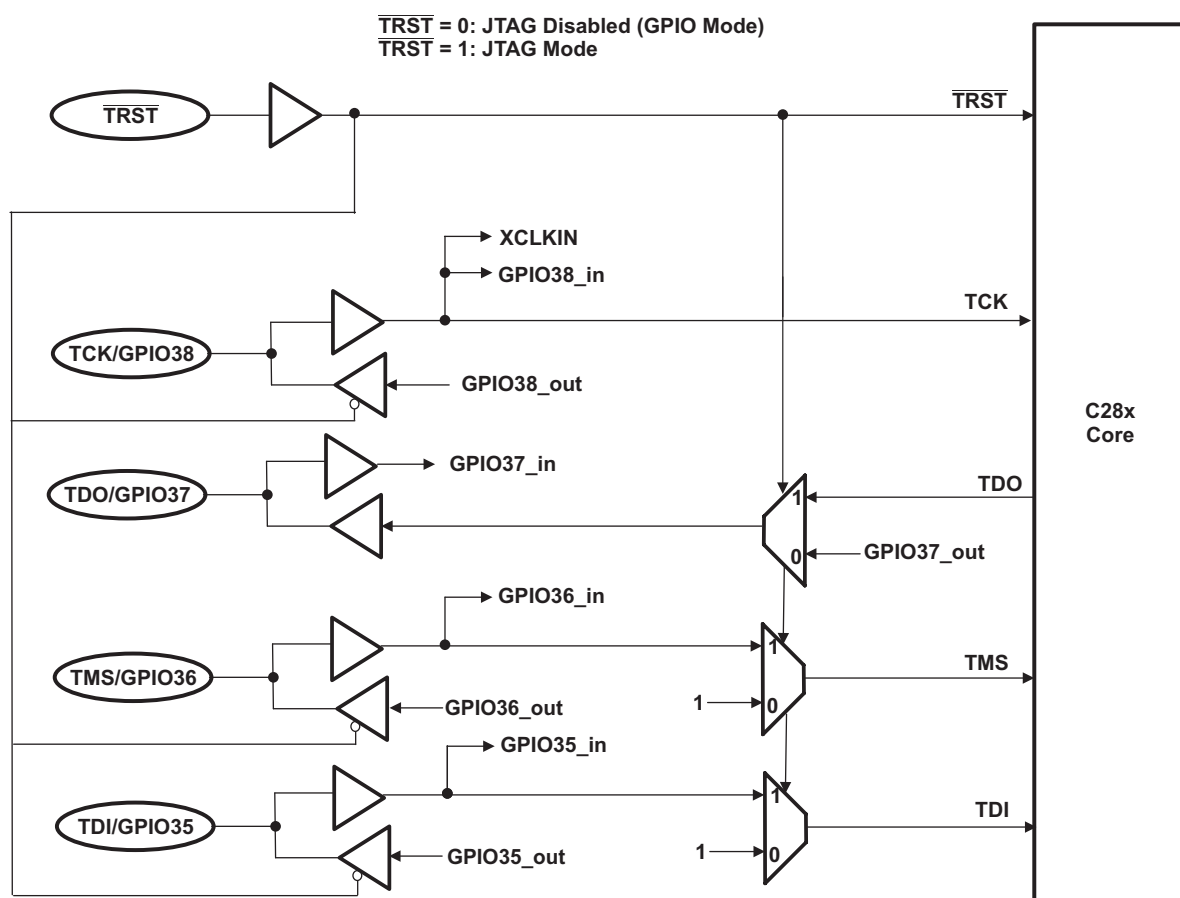 TRST = 0: JTAG Disabled (GPIO Mode)
TRST = 1: JTAG Mode
TRST
TRST
XCLKIN
GPIO38_in
TCK
TCK/GPIO38
GPIO38_out
C28x
Core
GPIO37_in
TDO/GPIO37
1
TDO
0
GPIO37_out
GPIO36_in
1
TMS/GPIO36
TMS
GPIO36_out
1
0
GPIO35_in
1
TDI/GPIO35
TDI
GPIO35_out
1
0